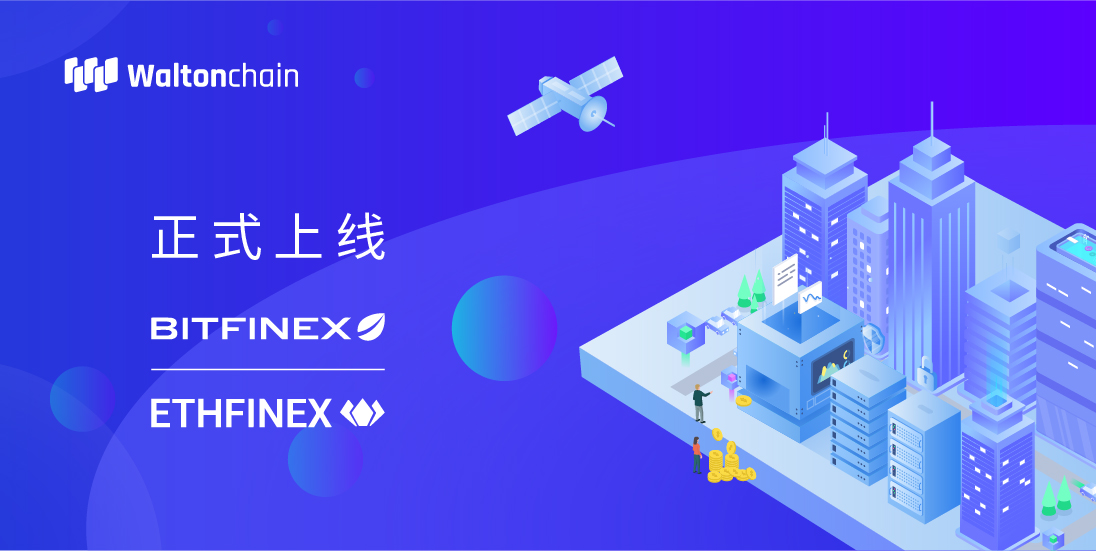 Waltonchain
正式上线
BITFINEX
ETHFINEX